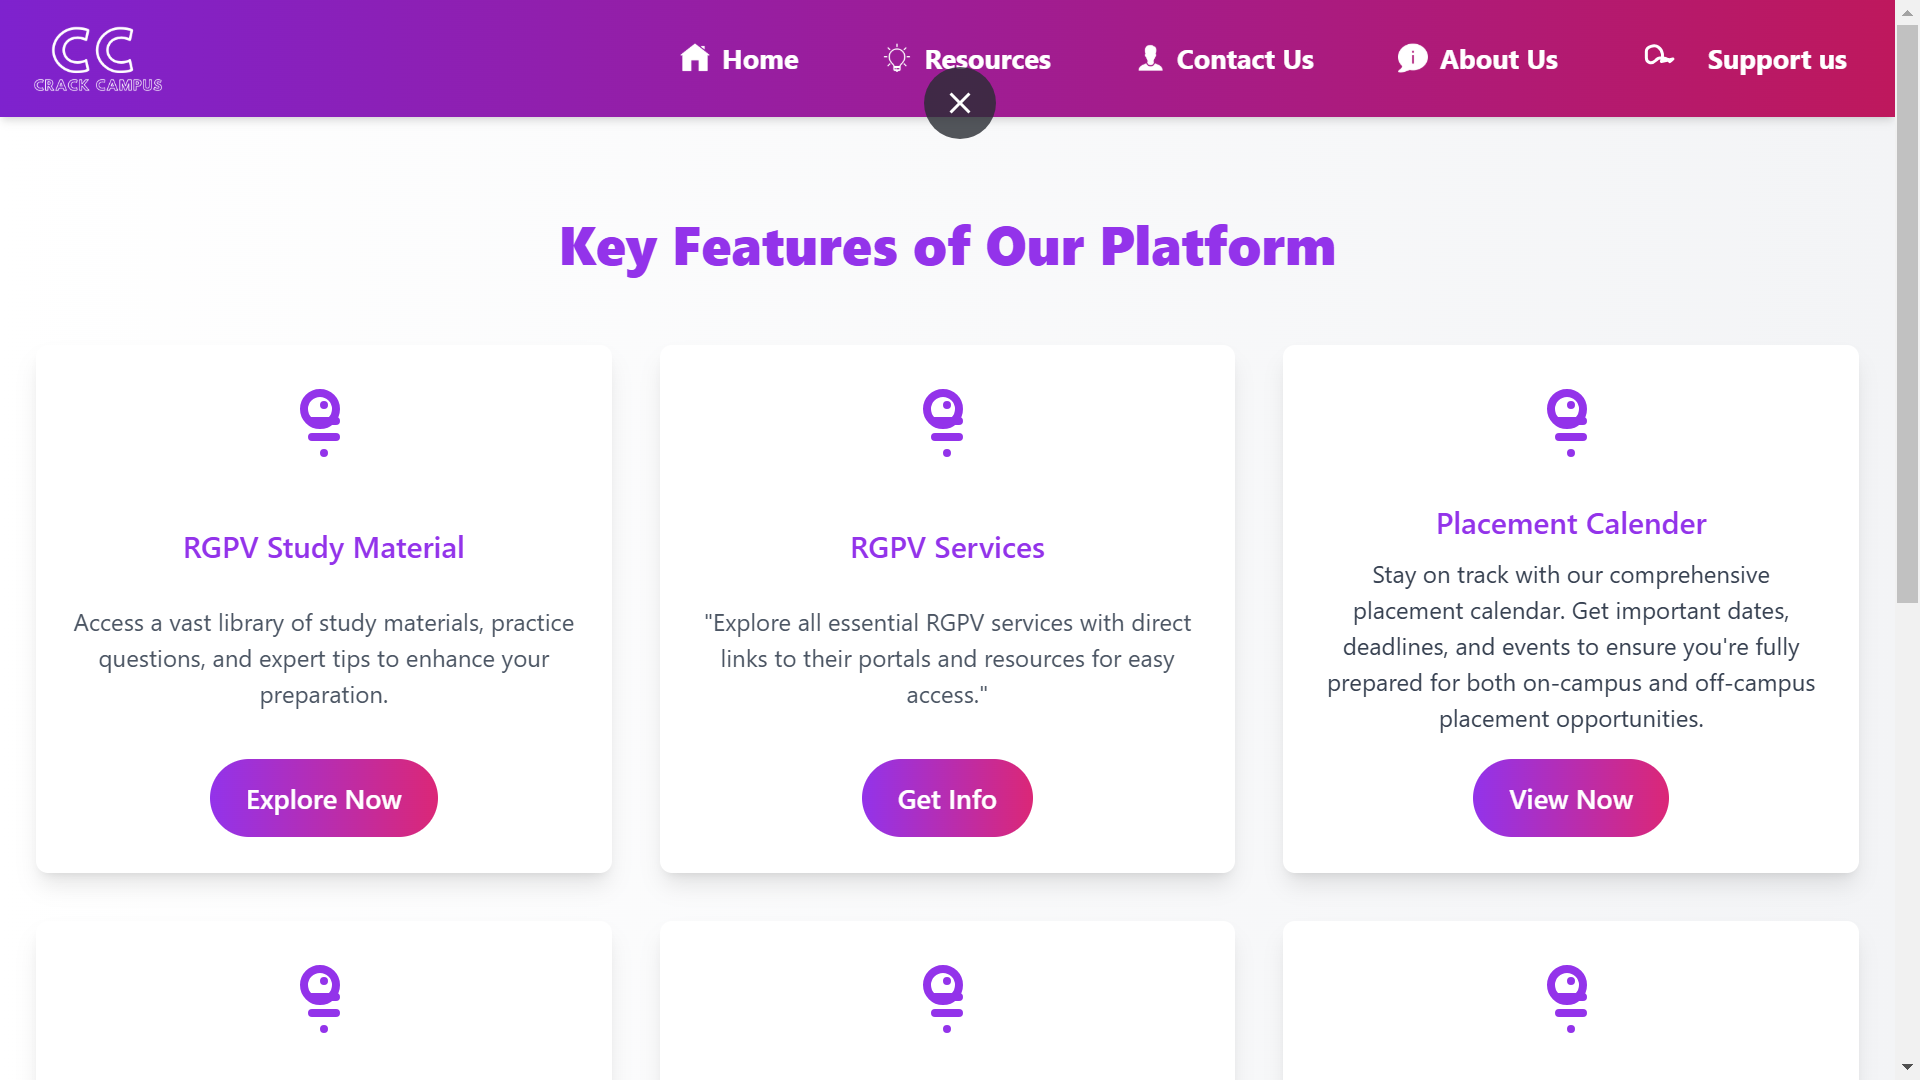 CC
CRACK CAMPUS
Home
Resources
Contact Us
About Us
Support us
Key Features of Our Platform
RGPV Study Material
Access a vast library of study materials, practice
questions, and expert tips to enhance your
preparation.
Explore Now
RGPV Services
"Explore all essential RGPV services with direct
links to their portals and resources for easy
access."
Get Info
Placement Calender
Stay on track with our comprehensive
placement calendar. Get important dates,
deadlines, and events to ensure you're fully
prepared for both on-campus and off-campus
placement opportunities.
View Now